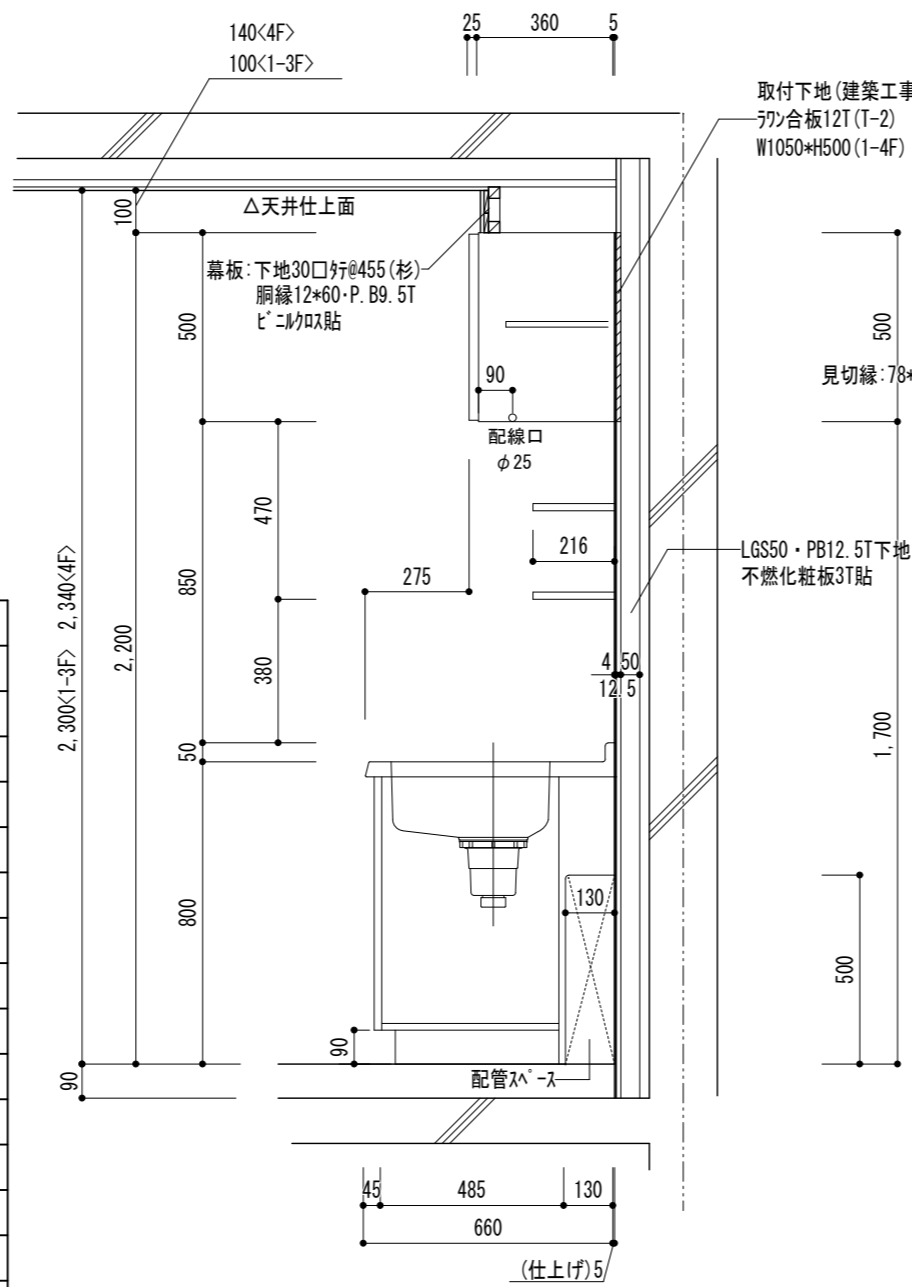 140<4F>
100<1-3F>
25
360
5
取付下地(建築工事
ラワン合板12T(T-2)
W1050*H500(1-4F)
100
△天井仕上面
幕板:下地30口タテ@455(杉)
胴縁12*60・P.B9.5T
ビニルクロス貼
500
500
90
見切縁:78*
配線口
φ25
470
850
216
LGS50・PB12.5T下地
不燃化粧板3T貼
275
2,300<1-3F> 2,340<4F>
2,200
380
4 50
12.5
50
1,700
800
130
500
90
配管スペース
90
45
485
130
660
(仕上げ)5